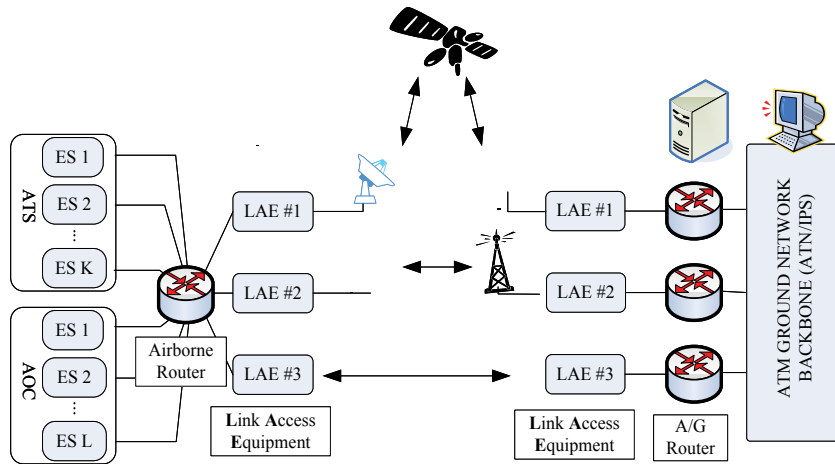 ATS
ES 1
ES 2
ES K
AOC
ES 1
ES 2
ES L
Airborne
Router
LAE #1
LAE #2
LAE #3
Link Access
Equipment
LAE #1
LAE #2
LAE #3
Link Access
Equipment
A/G
Router
ATM GROUND NETWORK
BACKBONE (ATN/IPS)